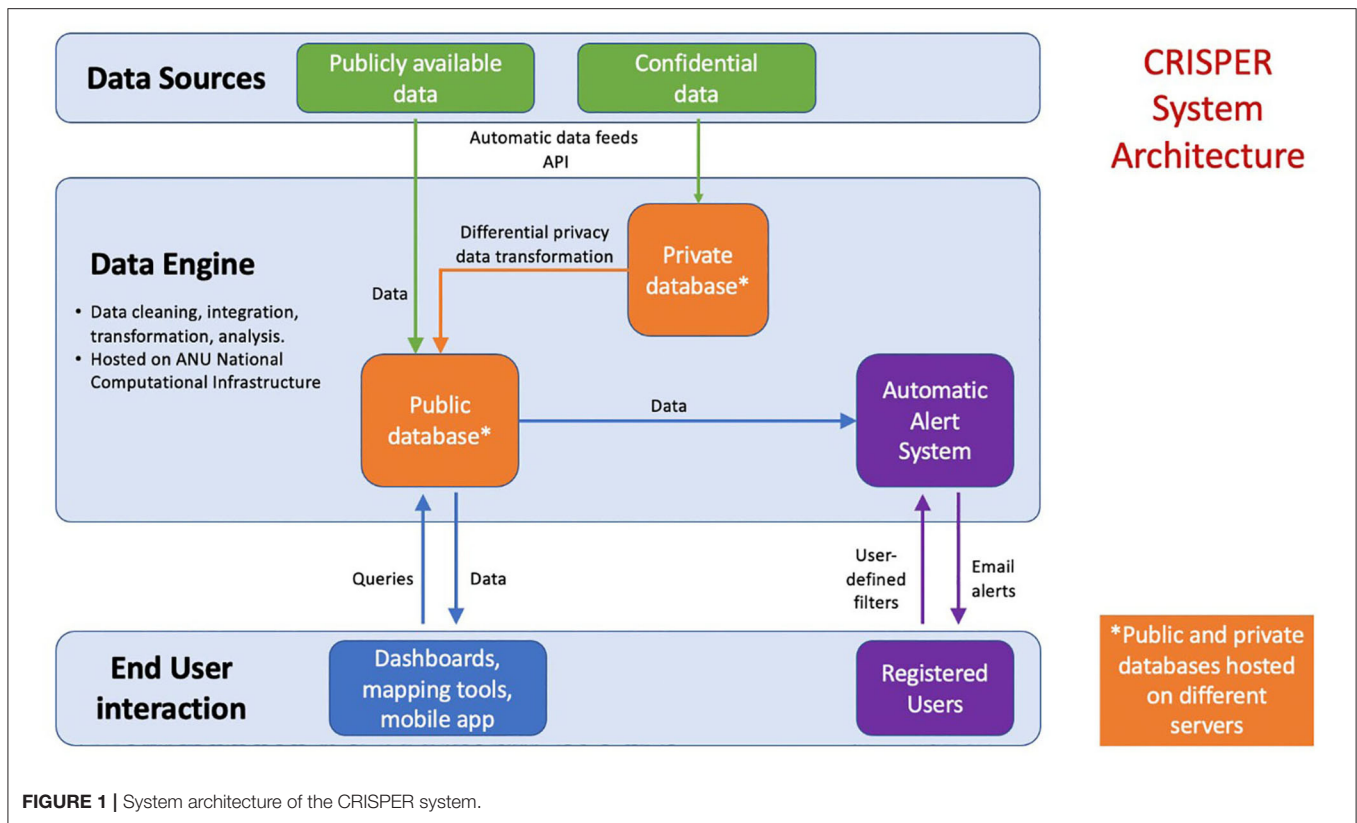 Data Sources
Publicly available
data
Confidential
data
CRISPER
System
Architecture
Automatic data feeds
API
Data Engine
• Data cleaning, integration,
transformation, analysis.
• Hosted on ANU National
Computational Infrastructure
Differential privacy
data transformation
Private
database*
Data
Public
database*
Data
Automatic
Alert
System
Queries
Data
User-
defined
filters
Email
alerts
End User
interaction
Dashboards,
mapping tools,
mobile app
Registered
Users
*Public and private
databases hosted
on different
servers
FIGURE 1 | System architecture of the CRISPER system.